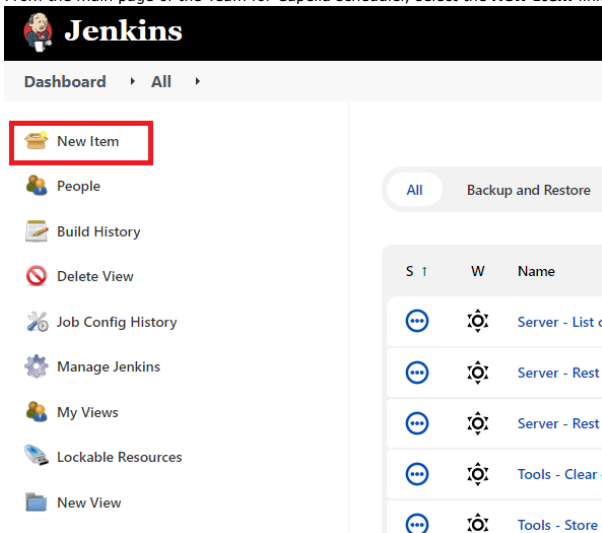 Jenkins
Dashboard All
New Item
People
Build History
Delete View
Job Config History
Manage Jenkins
My Views
Lockable Resources
New View
All Backup and Restore
S ↑ W Name
Server - List
Server - Rest
Server - Rest
Tools - Clear
Tools - Store